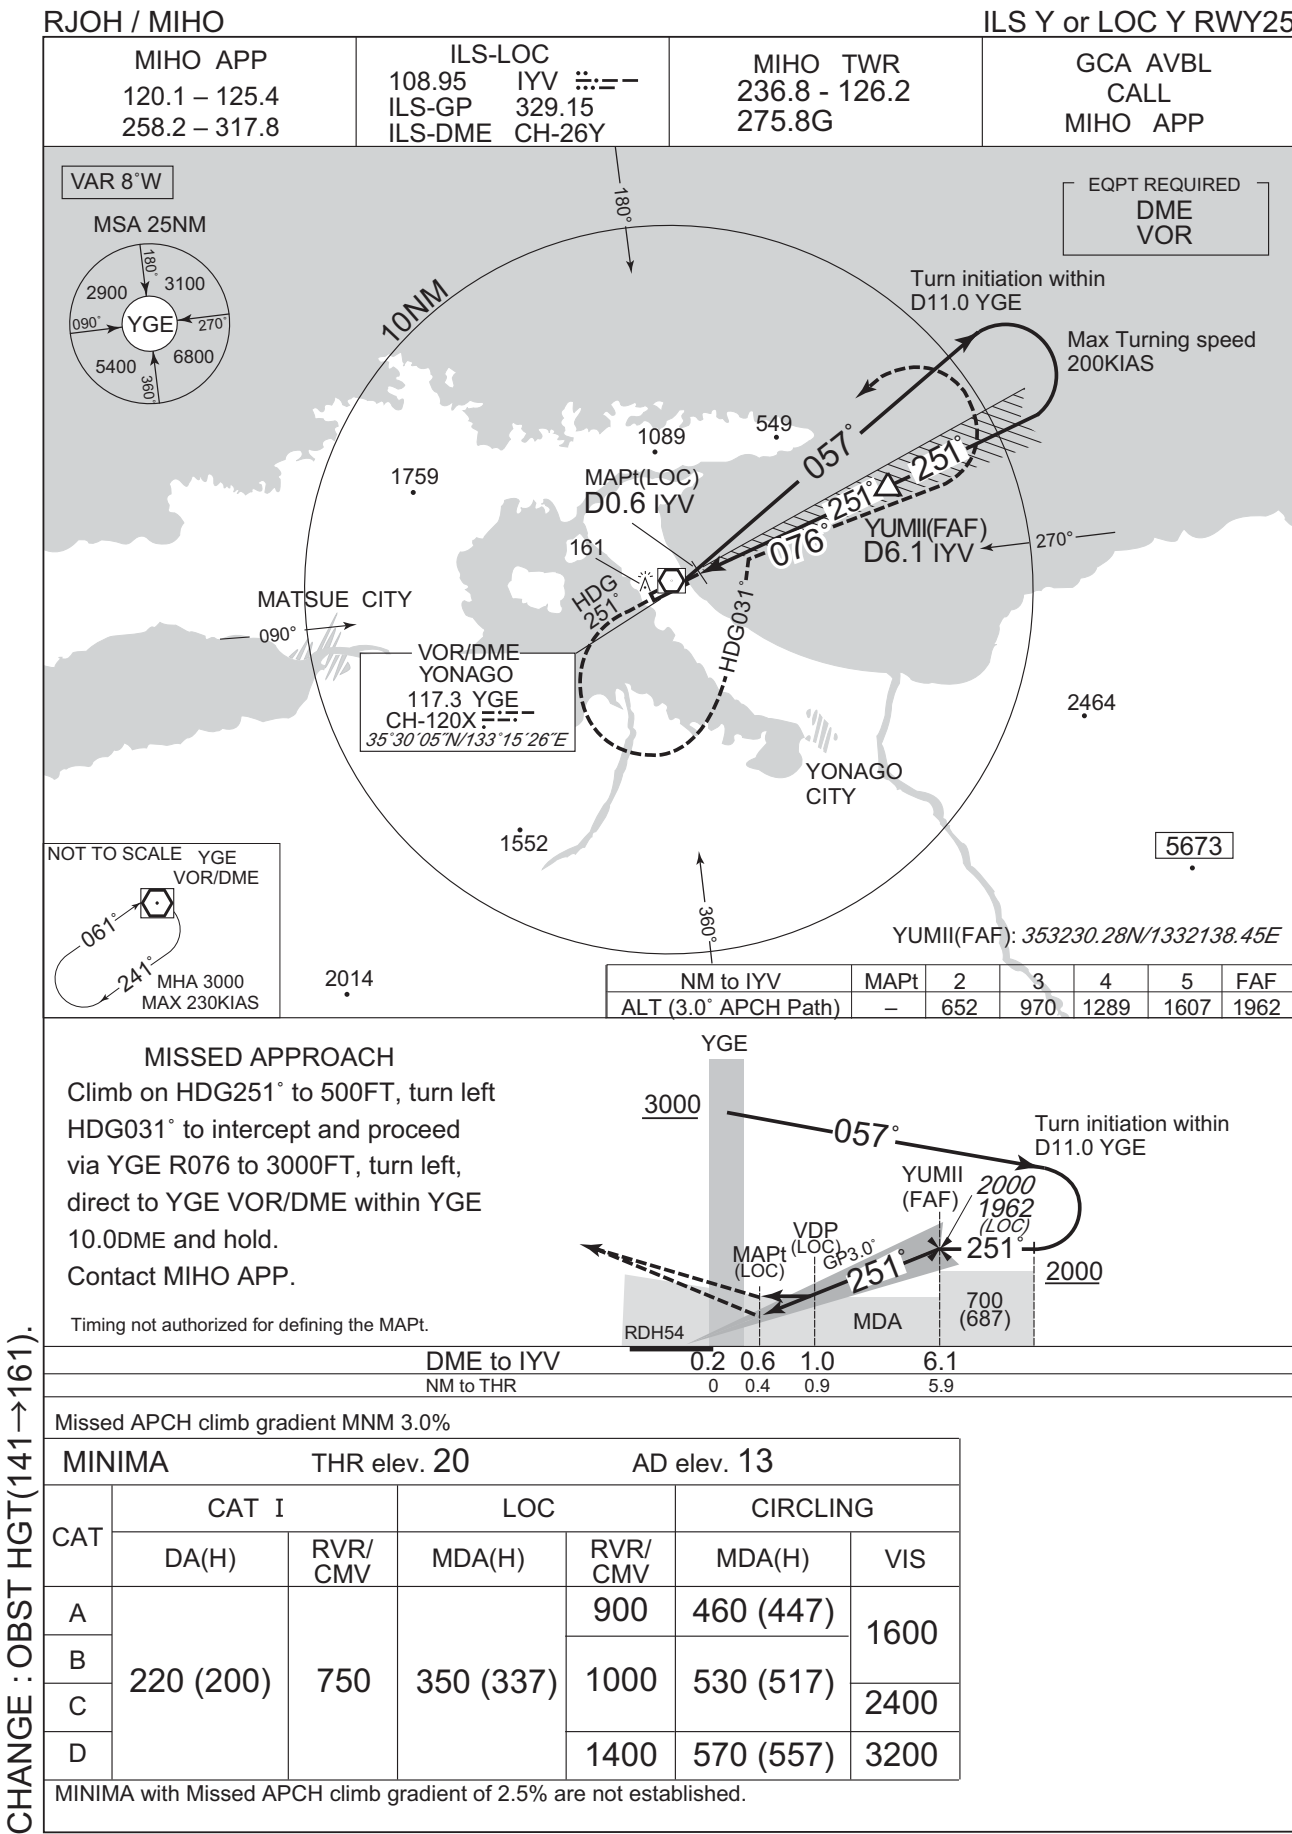 RJOH / MIHO
ILS Y or LOC Y RWY25
MIHO APP
120.1 – 125.4
258.2 – 317.8
ILS-LOC
108.95 IYV
ILS-GP 329.15
ILS-DME CH-26Y
MIHO TWR
236.8 - 126.2
275.8G
GCA AVBL
CALL
MIHO APP
VAR 8°W
MSA 25NM
180°
2900
3100
090°
YGE
270°
5400
6800
360°
180°
EQPT REQUIRED
DME
VOR
10NM
Turn initiation within
D11.0 YGE
Max Turning speed
200KIAS
549
1089
1759
057°
MAPt(LOC)
D0.6 IYV
251°
251°
076°
YUMII(FAF)
D6.1 IYV
270°
161
HDG
251°
HDG031°
MATSUE CITY
090°
VOR/DME
YONAGO
117.3 YGE
CH-120X
35°30´05˝N/133°15´26˝E
2464
YONAGO
CITY
1552
5673
360°
NOT TO SCALE
YGE
VOR/DME
061°
241°
MHA 3000
MAX 230KIAS
2014
YUMII(FAF): 353230.28N/1332138.45E
NM to IYV MAPt 2 3 4 5 FAF
ALT (3.0° APCH Path) – 652 970 1289 1607 1962
MISSED APPROACH
Climb on HDG251° to 500FT, turn left
HDG031° to intercept and proceed
via YGE R076 to 3000FT, turn left,
direct to YGE VOR/DME within YGE
10.0DME and hold.
Contact MIHO APP.
Timing not authorized for defining the MAPt.
YGE
3000
057°
Turn initiation within
D11.0 YGE
YUMII
(FAF)
2000
1962
(LOC)
VDP
(LOC)
MAPt
(LOC)
GP3.0°
251°
251°
2000
700
(687)
MDA
RDH54
DME to IYV 0.2 0.6 1.0 6.1
NM to THR 0 0.4 0.9 5.9
Missed APCH climb gradient MNM 3.0%
MINIMA THR elev. 20 AD elev. 13
CAT
CAT I LOC CIRCLING
DA(H) RVR/CMV MDA(H) RVR/CMV MDA(H) VIS
A 900 460 (447) 1600
B 220 (200) 750 350 (337) 1000 530 (517)
C 2400
D 1400 570 (557) 3200
MINIMA with Missed APCH climb gradient of 2.5% are not established.
CHANGE : OBST HGT(141→161).